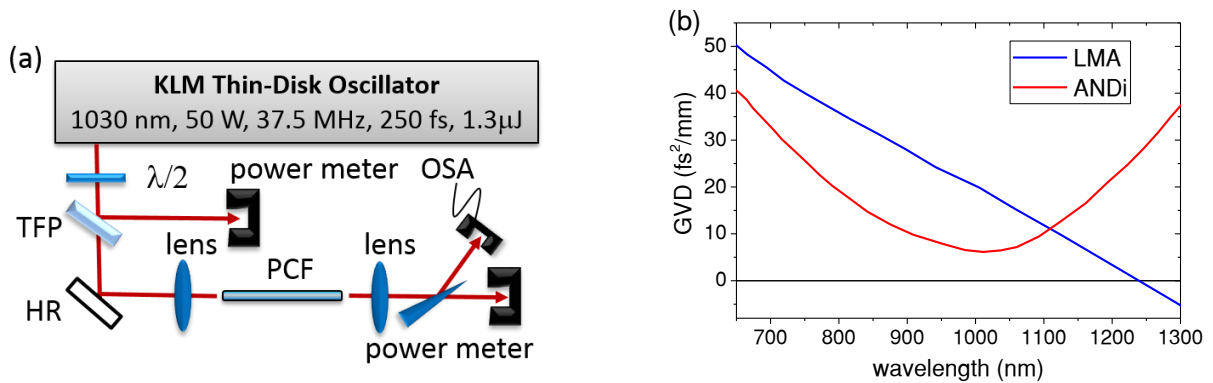 (a)
KLM Thin-Disk Oscillator
1030 nm, 50 W, 37.5 MHz, 250 fs, 1.3μJ
λ/2
power meter
OSA
TFP
lens
PCF
lens
HR
power meter
(b)
GVD (fs²/mm)
50
40
30
20
10
0
LMA
ANDi
700 800 900 1000 1100 1200 1300
wavelength (nm)